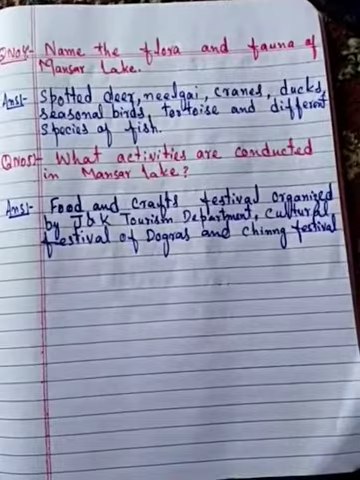 QNo4- Name the flora and fauna of
Mansar Lake.
Ans:- Spotted deer, neelgai, cranes, ducks,
seasonal birds, tortoise and different
species of fish.
QNo5:- What activities are conducted
in Mansar lake?
Ans:- Food and crafts festival organized
by J&K Tourism Department, Cultural
festival of Dogras and Chinng festival